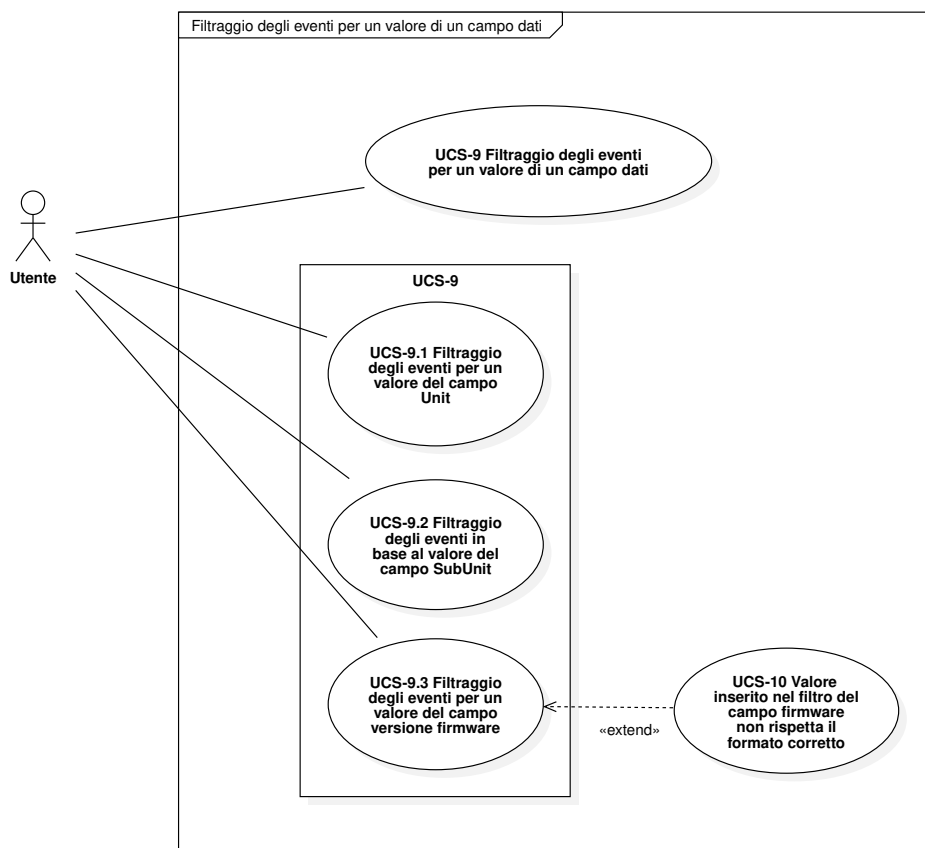 Filtraggio degli eventi per un valore di un campo dati
UCS-9 Filtraggio degli eventi
per un valore di un campo dati
Utente
UCS-9
UCS-9.1 Filtraggio
degli eventi per un
valore del campo
Unit
UCS-9.2 Filtraggio
degli eventi in
base al valore del
campo SubUnit
UCS-9.3 Filtraggio
degli eventi per un
valore del campo
versione firmware
«extend»
UCS-10 Valore
inserito nel filtro del
campo firmware
non rispetta il
formato corretto